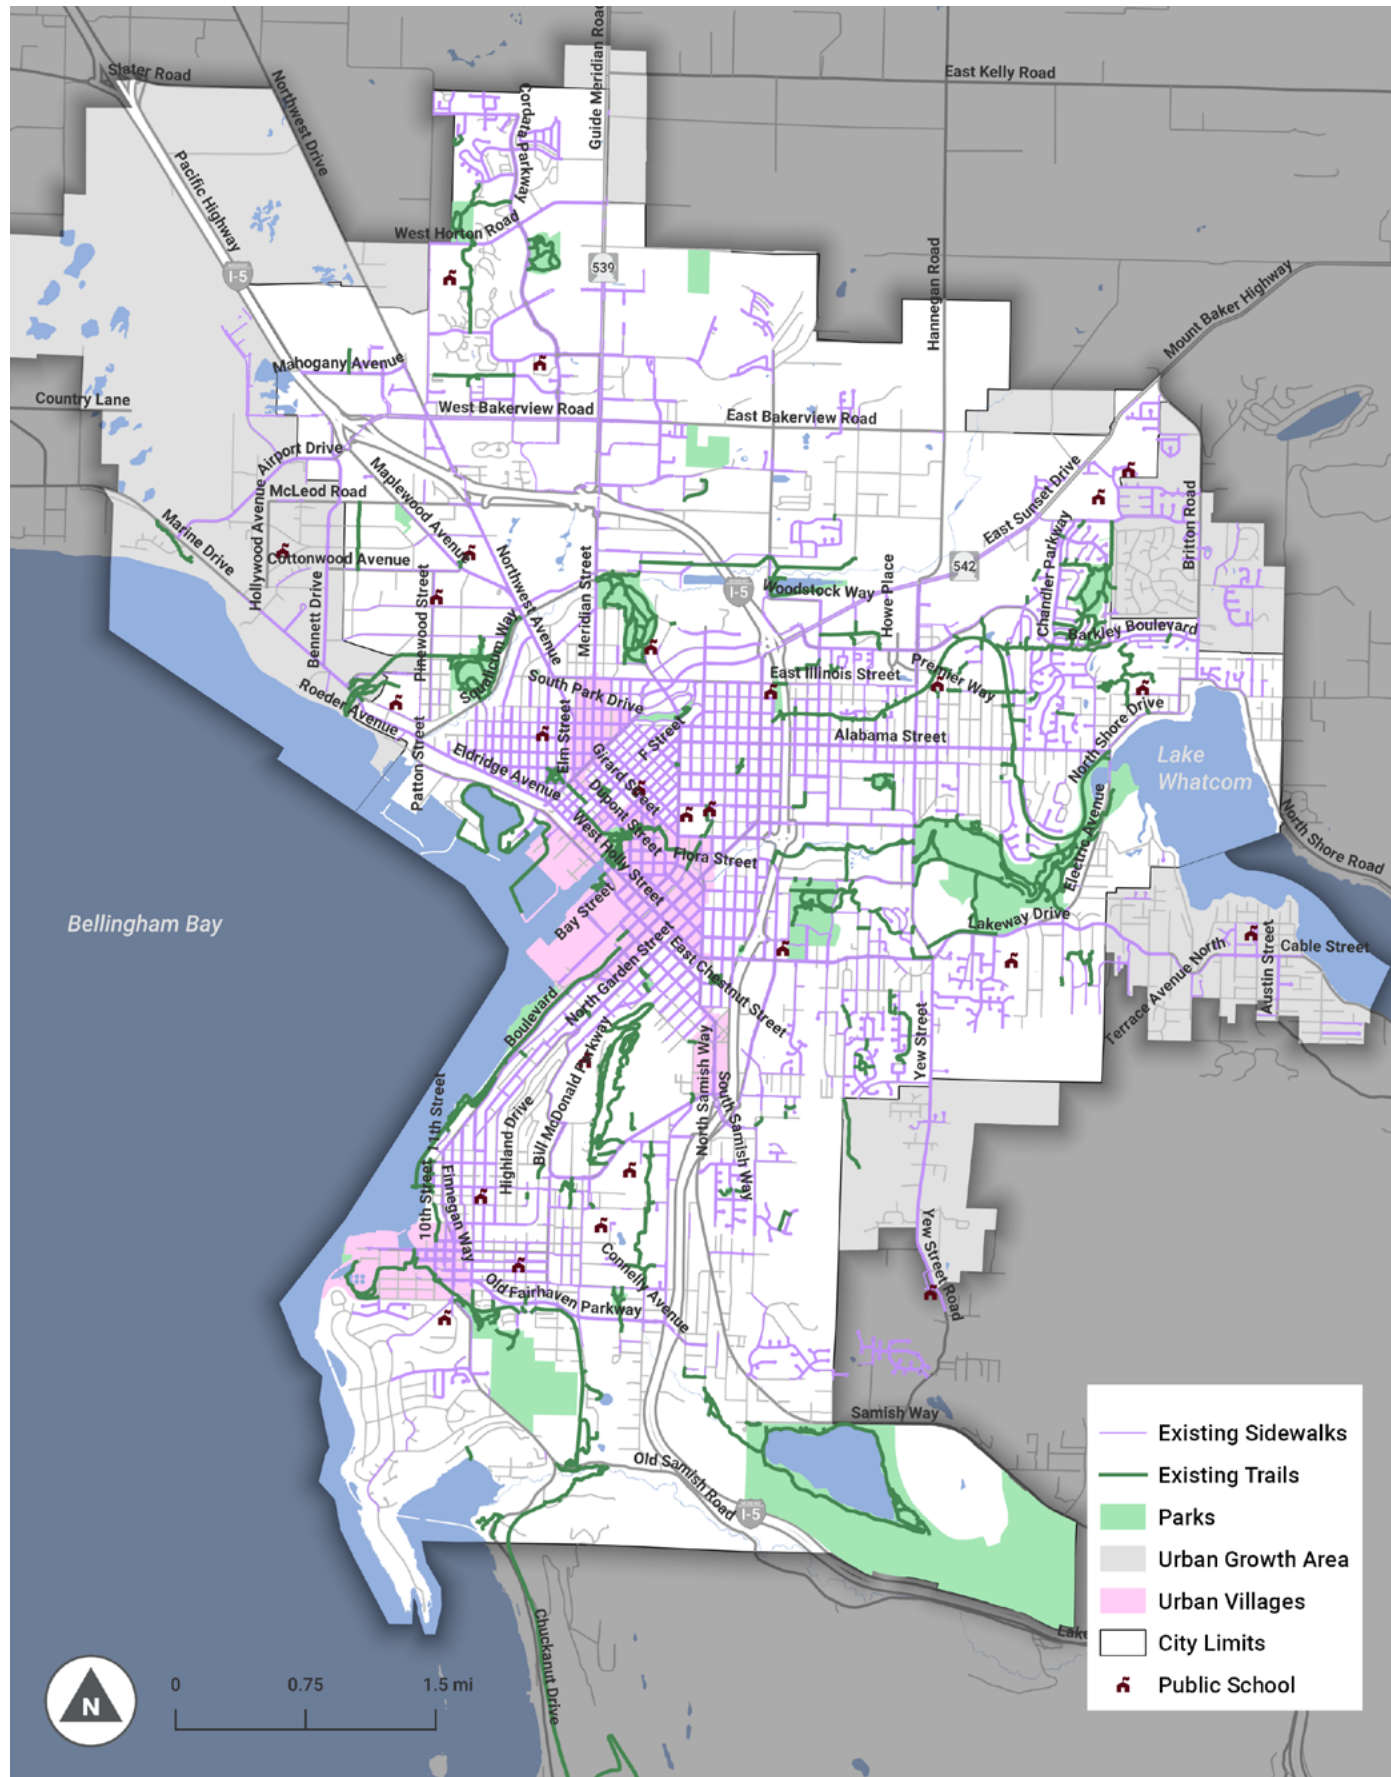 Slater Road
Northwest Drive
Cordata Parkway
Guide Meridian Road
East Kelly Road
Pacific Highway
West Horton Road
I-5
539
Hannegan Road
Mount Baker Highway
Mahogany Avenue
Country Lane
West Bakerview Road
East Bakerview Road
Airport Drive
Maplewood Avenue
McLeod Road
Hollywood Avenue
Marine Drive
Cottonwood Avenue
East Sunset Drive
Britton Road
Chandler Parkway
Northwest Avenue
Meridian Street
542
I-5
Woodstock Way
Howe Place
Bennett Drive
Pinewood Street
Squalicum Way
Barkley Boulevard
East Illinois Street
Premier Way
Roeder Avenue
South Park Drive
North Shore Drive
Patton Street
Elm Street
E Street
Alabama Street
Eldridge Avenue
Girard Street
Dupont Street
Lake
Whatcom
West Holly Street
Flora Street
Electric Avenue
North Shore Road
Bellingham Bay
Bay Street
Lakeway Drive
Cable Street
Austin Street
Terrace Avenue North
North Garden Street
East Chestnut Street
Boulevard
Yew Street
Bill McDonald Parkway
North Samish Way
South Samish Way
11th Street
Highland Drive
10th Street
Finnegan Way
Yew Street Road
Connelly Avenue
Old Fairhaven Parkway
Samish Way
Old Samish Road
I-5
Lake
Chuckanut Drive
Existing Sidewalks
Existing Trails
Parks
Urban Growth Area
Urban Villages
City Limits
Public School
N
0 0.75 1.5 mi